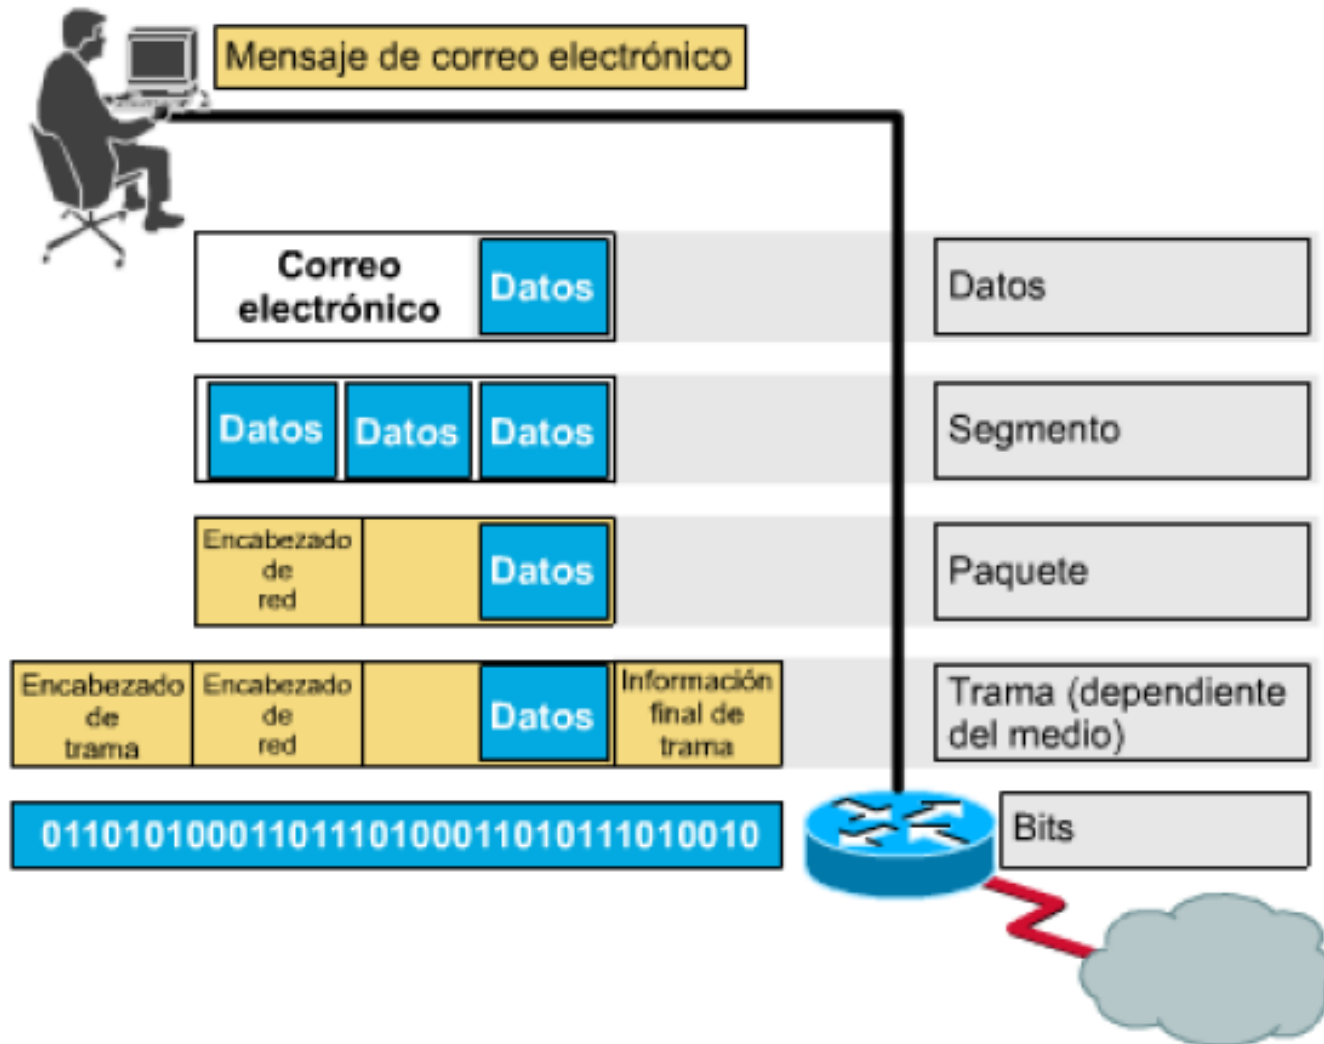 Mensaje de correo electrónico
Correo
electrónico
Datos
Datos
Datos
Datos
Datos
Segmento
Encabezado
de
red
Datos
Paquete
Encabezado
de
trama
Encabezado
de
red
Datos
Información
final de
trama
Trama (dependiente
del medio)
01101010001101110100011010111010010
Bits